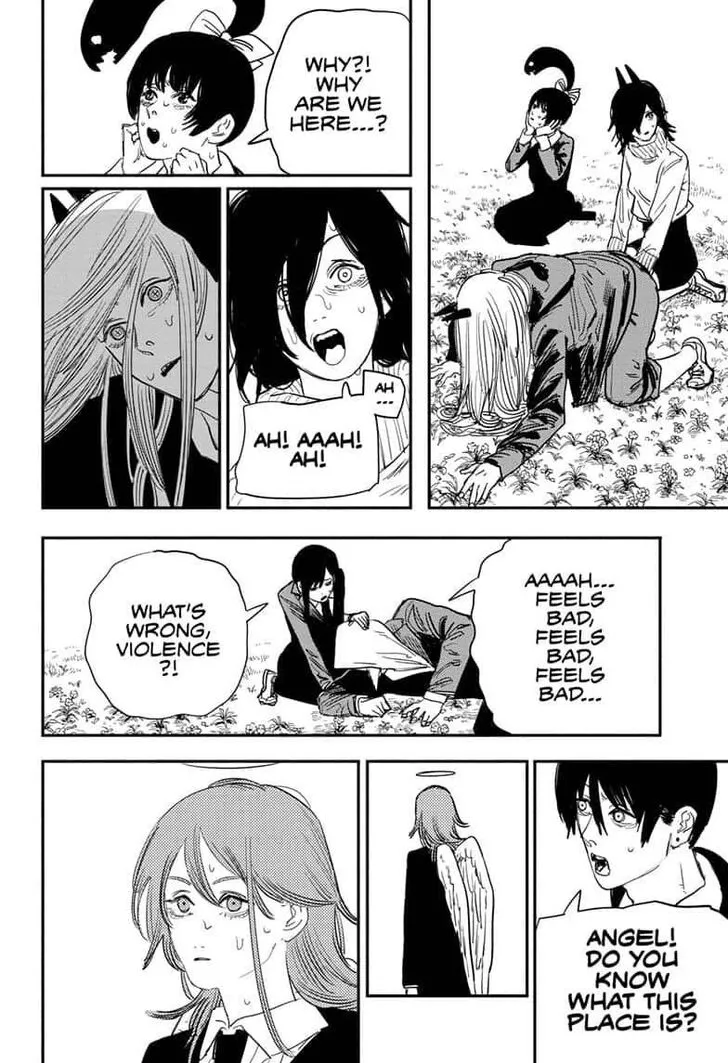 WHY?!
WHY
ARE WE
HERE...?
AH
...
AH! AAAH!
AH!
AAAAH...
FEELS
BAD,
FEELS
BAD,
FEELS
BAD...
WHAT'S
WRONG,
VIOLENCE
?!
ANGEL!
DO YOU
KNOW
WHAT THIS
PLACE IS?